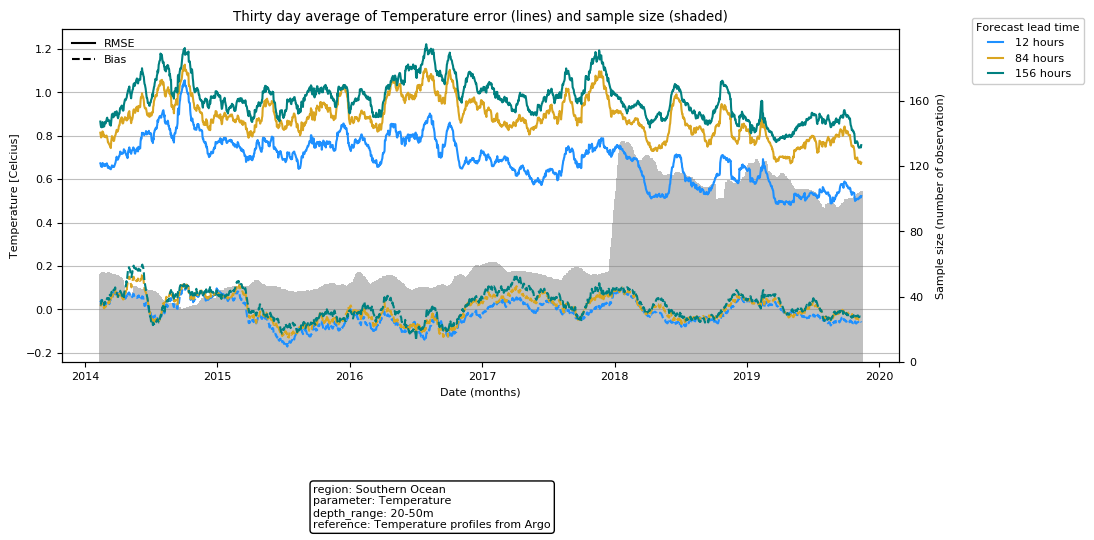 Thirty day average of Temperature error (lines) and sample size (shaded)
Forecast lead time
12 hours
84 hours
156 hours
RMSE
Bias
Temperature [Celcius]
1.2
1.0
0.8
0.6
0.4
0.2
0.0
−0.2
Sample size (number of observation)
160
120
80
40
0
2014 2015 2016 2017 2018 2019 2020
Date (months)
region: Southern Ocean
parameter: Temperature
depth_range: 20-50m
reference: Temperature profiles from Argo